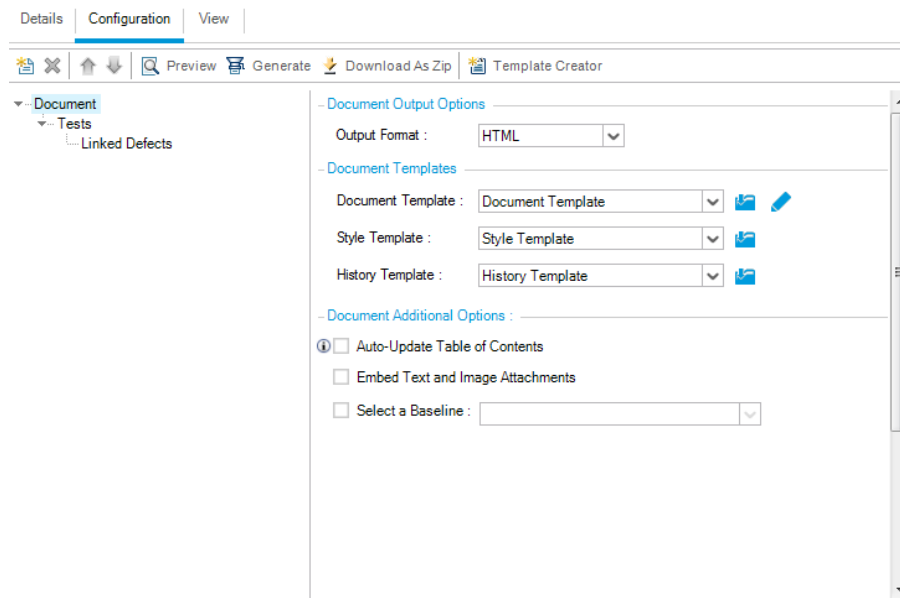 Details Configuration View
Preview Generate Download As Zip Template Creator
Document
Tests
Linked Defects
Document Output Options
Output Format : HTML
Document Templates
Document Template : Document Template
Style Template : Style Template
History Template : History Template
Document Additional Options :
Auto-Update Table of Contents
Embed Text and Image Attachments
Select a Baseline :